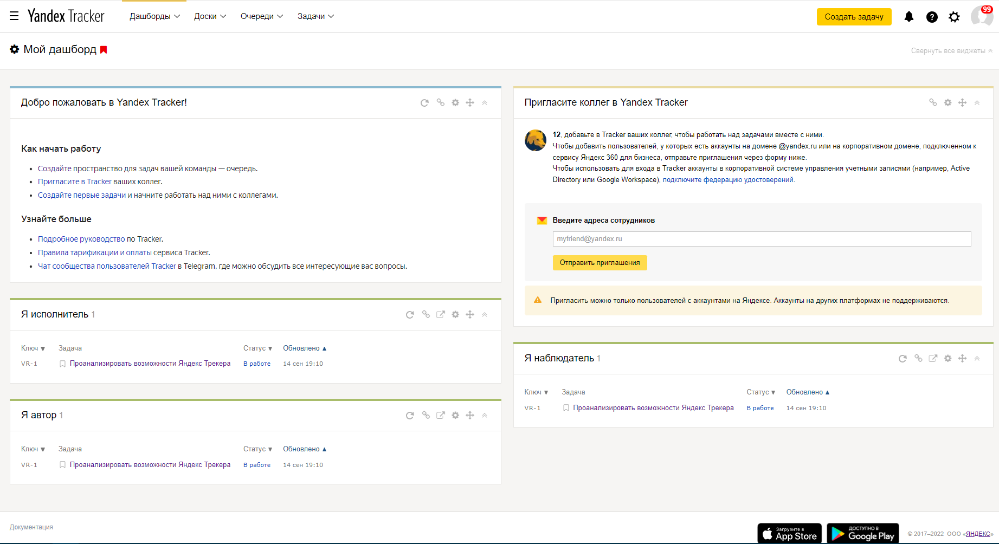 Yandex Tracker
Дашборды
Доски
Очереди
Задачи
Создать задачу
99
Мой дашборд
Свернуть все виджеты
Добро пожаловать в Yandex Tracker!
Как начать работу
Создайте пространство для задач вашей команды — очередь.
Пригласите в Tracker ваших коллег.
Создайте первые задачи и начните работать над ними с коллегами.
Узнайте больше
Подробное руководство по Tracker.
Правила тарификации и оплаты сервиса Tracker.
Чат сообщества пользователей Tracker в Telegram, где можно обсудить все интересующие вас вопросы.
Я исполнитель 1
Ключ ▼ Задача Статус ▼ Обновлено ▲
VR-1 Проанализировать возможности Яндекс Трекера В работе 14 сен 19:10
Я автор 1
Ключ ▼ Задача Статус ▼ Обновлено ▲
VR-1 Проанализировать возможности Яндекс Трекера В работе 14 сен 19:10
Пригласите коллег в Yandex Tracker
12, добавьте в Tracker ваших коллег, чтобы работать над задачами вместе с ними.
Чтобы добавить пользователей, у которых есть аккаунты на домене @yandex.ru или на корпоративном домене, подключенном к
сервису Яндекс 360 для бизнеса, отправьте приглашения через форму ниже.
Чтобы использовать для входа в Tracker аккаунты в корпоративной системе управления учетными записями (например, Active
Directory или Google Workspace), подключите федерацию удостоверений.
Введите адреса сотрудников
myfriend@yandex.ru
Отправить приглашения
Пригласить можно только пользователей с аккаунтами на Яндексе. Аккаунты на других платформах не поддерживаются.
Я наблюдатель 1
Ключ ▼ Задача Статус ▼ Обновлено ▲
VR-1 Проанализировать возможности Яндекс Трекера В работе 14 сен 19:10
Документация
Загрузите в
App Store
ДОСТУПНО В
Google Play
© 2017–2022 ООО «ЯНДЕКС»